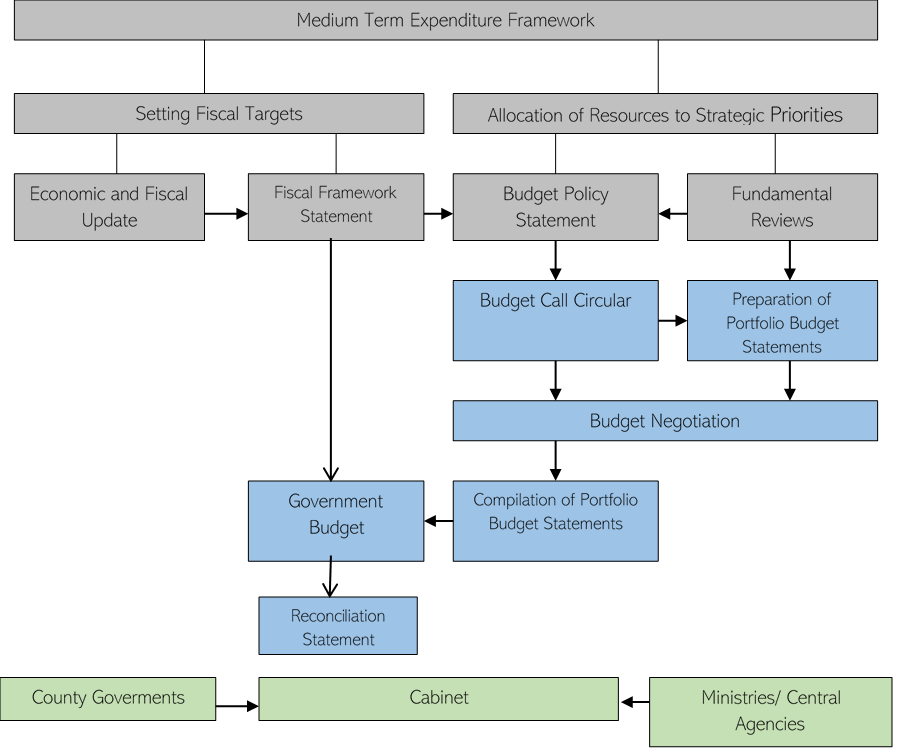 Medium Term Expenditure Framework
Setting Fiscal Targets
Allocation of Resources to Strategic Priorities
Economic and Fiscal
Update
Fiscal Framework
Statement
Budget Policy
Statement
Fundamental
Reviews
Budget Call Circular
Preparation of
Portfolio Budget
Statements
Budget Negotiation
Government
Budget
Compilation of Portfolio
Budget Statements
Reconciliation
Statement
County Goverments
Cabinet
Ministries/ Central
Agencies